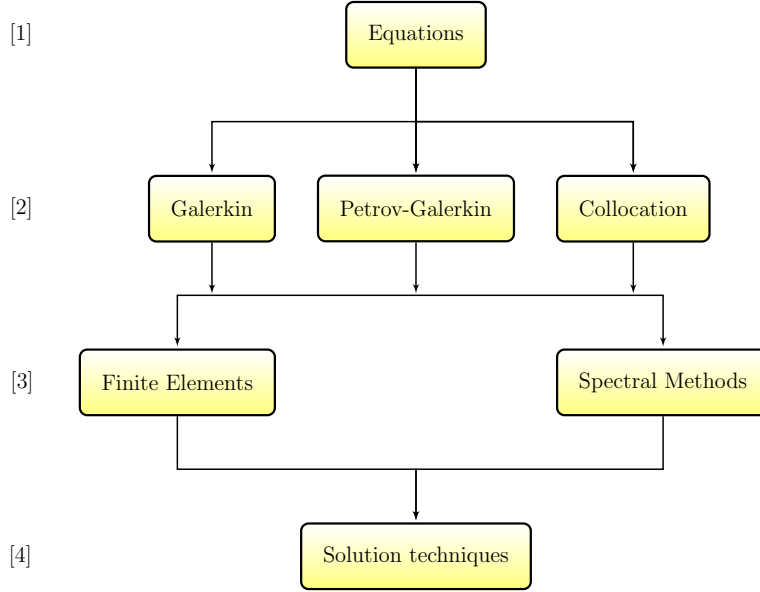 [1] Equations
[2] Galerkin Petrov-Galerkin Collocation
[3] Finite Elements Spectral Methods
[4] Solution techniques